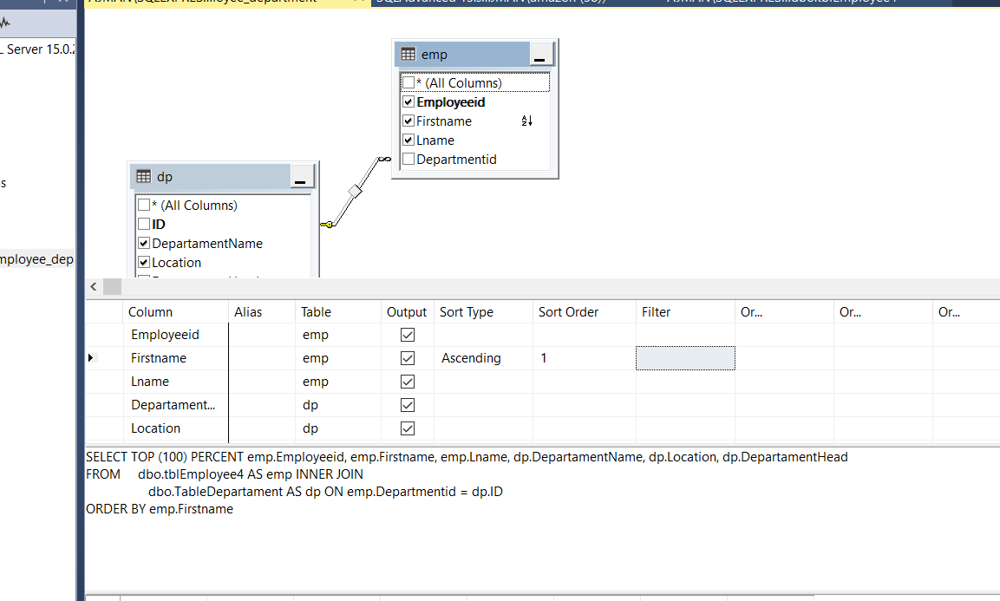 L Server 15.0.2
s
mployee_dep
emp
* (All Columns)
Employeeid
Firstname
Lname
Departmentid
dp
* (All Columns)
ID
DepartamentName
Location
Column Alias Table Output Sort Type Sort Order Filter Or... Or... Or...
Employeeid emp
Firstname emp Ascending 1
Lname emp
Departament... dp
Location dp
SELECT TOP (100) PERCENT emp.Employeeid, emp.Firstname, emp.Lname, dp.DepartamentName, dp.Location, dp.DepartamentHead
FROM dbo.tblEmployee4 AS emp INNER JOIN
dbo.TableDepartament AS dp ON emp.Departmentid = dp.ID
ORDER BY emp.Firstname